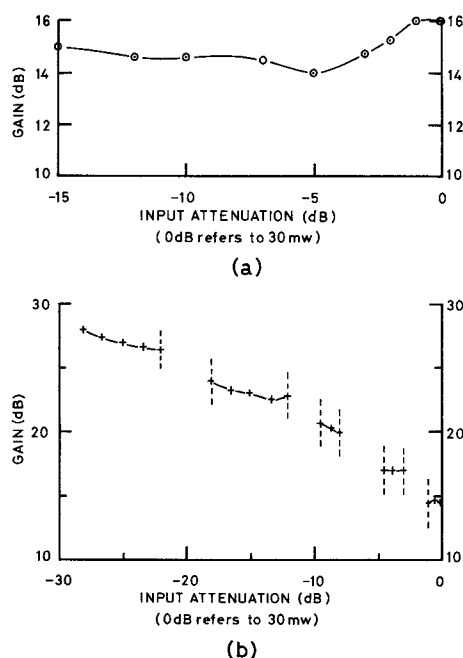 16 16
14 14
12 12
10 10
GAIN (dB)
-15 -10 -5 0
INPUT ATTENUATION (dB)
(0dB refers to 30mw)
(a)
30
20 20
10 10
GAIN (dB)
-30 -20 -10 0
INPUT ATTENUATION (dB)
(0dB refers to 30mw)
(b)